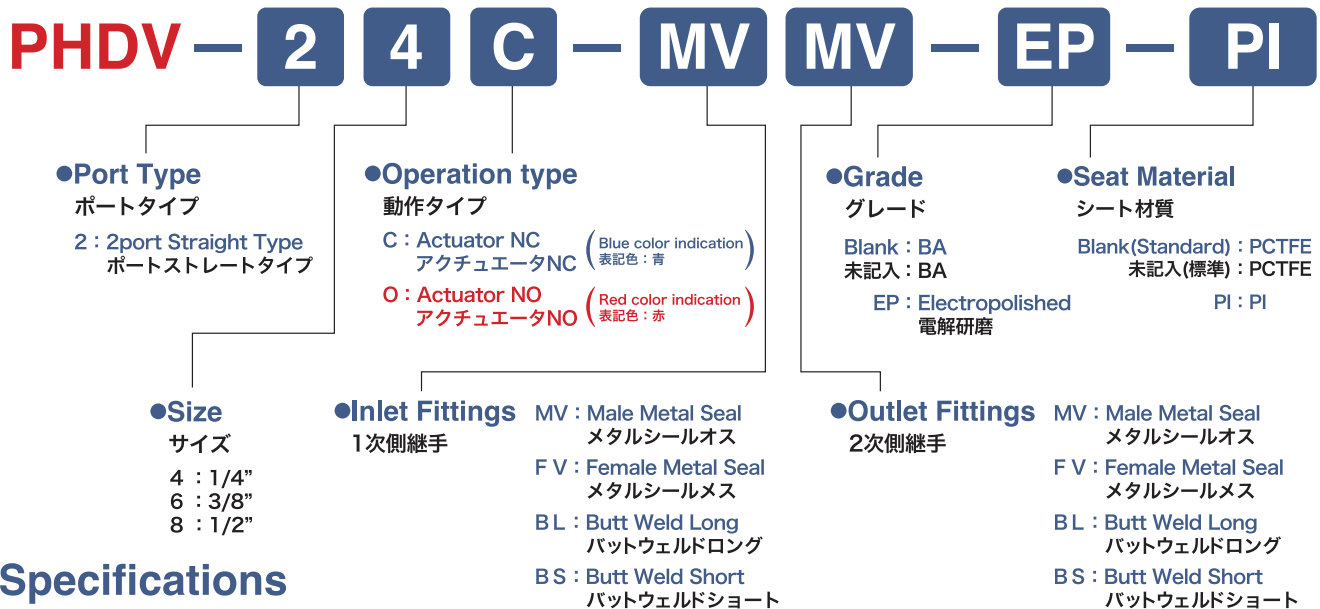 PHDV — 2 4 C — MV MV — EP — PI
●Port Type
ポートタイプ
2：2port Straight Type
ポートストレートタイプ
●Operation type
動作タイプ
C：Actuator NC
アクチュエータNC
(Blue color indication
表記色：青)
O：Actuator NO
アクチュエータNO
(Red color indication
表記色：赤)
●Grade
グレード
Blank：BA
未記入：BA
EP：Electropolished
電解研磨
●Seat Material
シート材質
Blank(Standard)：PCTFE
未記入(標準)：PCTFE
PI：PI
●Size
サイズ
4：1/4”
6：3/8”
8：1/2”
●Inlet Fittings
1次側継手
MV：Male Metal Seal
メタルシールオス
FV：Female Metal Seal
メタルシールメス
BL：Butt Weld Long
バットウェルドロング
BS：Butt Weld Short
バットウェルドショート
●Outlet Fittings
2次側継手
MV：Male Metal Seal
メタルシールオス
FV：Female Metal Seal
メタルシールメス
BL：Butt Weld Long
バットウェルドロング
BS：Butt Weld Short
バットウェルドショート
Specifications